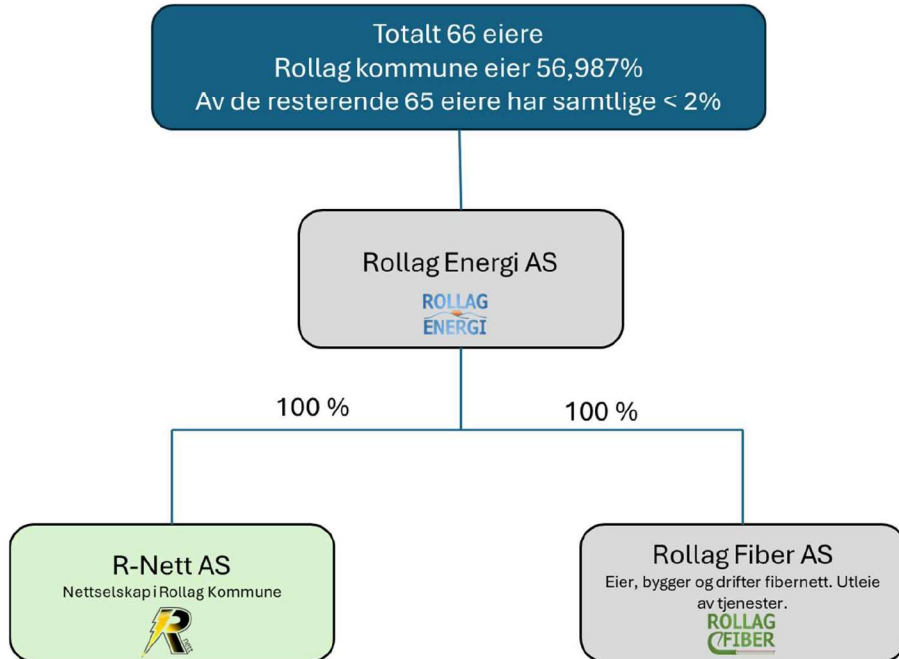 Totalt 66 eiere
Rollag kommune eier 56,987%
Av de resterende 65 eiere har samtlige < 2%
Rollag Energi AS
ROLLAG
ENERGI
100 %
100 %
R-Nett AS
Nettselskap i Rollag Kommune
R
nett
Rollag Fiber AS
Eier, bygger og drifter fibernett. Utleie
av tjenester.
ROLLAG
FIBER